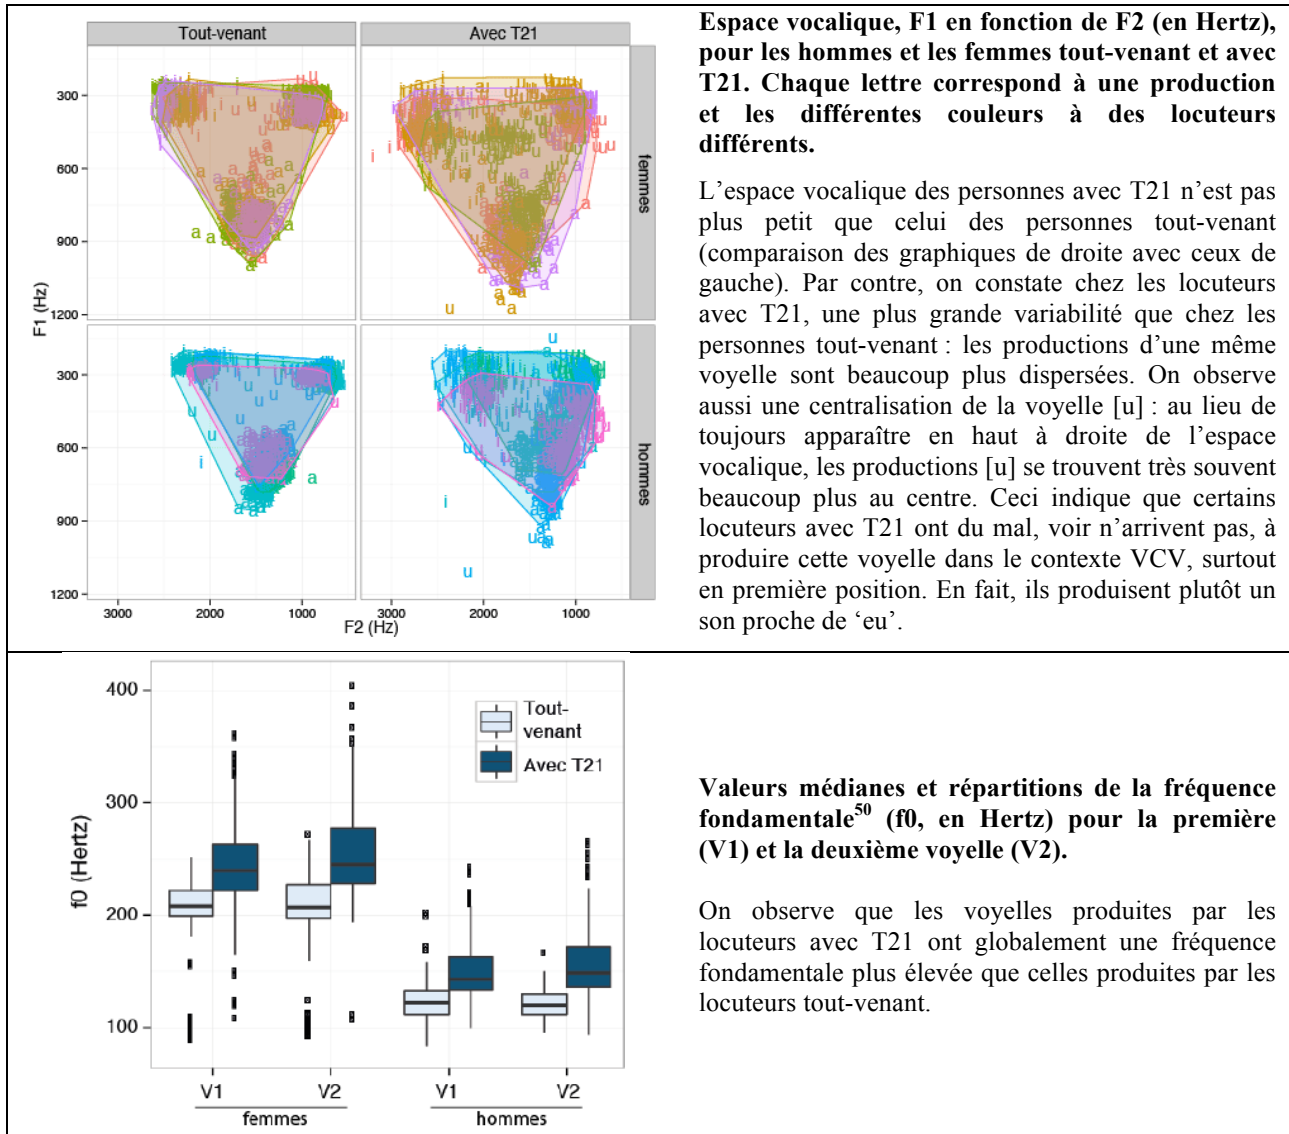 Tout-venant
Avec T21
300
600
900
1200
femmes
300
600
900
1200
hommes
F1 (Hz)
3000
2000
1000
3000
2000
1000
F2 (Hz)
Espace vocalique, F1 en fonction de F2 (en Hertz),
pour les hommes et les femmes tout-venant et avec
T21. Chaque lettre correspond à une production
et les différentes couleurs à des locuteurs
différents.
L’espace vocalique des personnes avec T21 n’est pas
plus petit que celui des personnes tout-venant
(comparaison des graphiques de droite avec ceux de
gauche). Par contre, on constate chez les locuteurs
avec T21, une plus grande variabilité que chez les
personnes tout-venant : les productions d’une même
voyelle sont beaucoup plus dispersées. On observe
aussi une centralisation de la voyelle [u] : au lieu de
toujours apparaître en haut à droite de l’espace
vocalique, les productions [u] se trouvent très souvent
beaucoup plus au centre. Ceci indique que certains
locuteurs avec T21 ont du mal, voir n’arrivent pas, à
produire cette voyelle dans le contexte VCV, surtout
en première position. En fait, ils produisent plutôt un
son proche de ‘eu’.
400
300
200
100
f0 (Hertz)
Tout-
venant
Avec T21
V1
V2
V1
V2
femmes
hommes
Valeurs médianes et répartitions de la fréquence
fondamentale50 (f0, en Hertz) pour la première
(V1) et la deuxième voyelle (V2).
On observe que les voyelles produites par les
locuteurs avec T21 ont globalement une fréquence
fondamentale plus élevée que celles produites par les
locuteurs tout-venant.